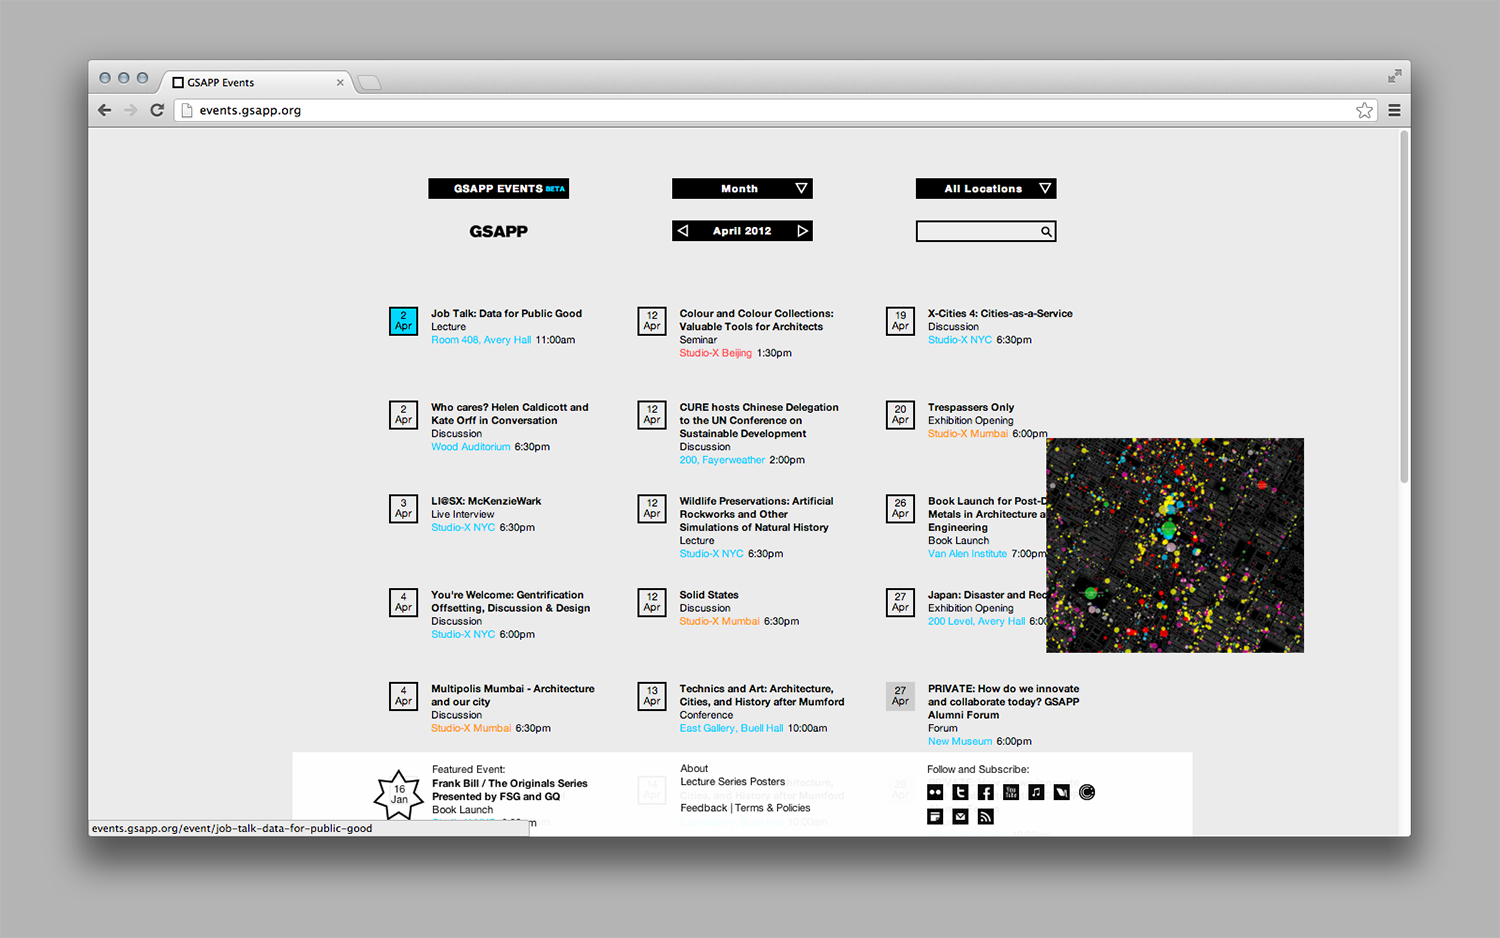 GSAPP Events
events.gsapp.org
GSAPP EVENTS BETA
Month
All Locations
GSAPP
April 2012
2
Apr
Job Talk: Data for Public Good
Lecture
Room 408, Avery Hall 11:00am
12
Apr
Colour and Colour Collections:
Valuable Tools for Architects
Seminar
Studio-X Beijing 1:30pm
19
Apr
X-Cities 4: Cities-as-a-Service
Discussion
Studio-X NYC 6:30pm
2
Apr
Who cares? Helen Caldicott and
Kate Orff in Conversation
Discussion
Wood Auditorium 6:30pm
12
Apr
CURE hosts Chinese Delegation
to the UN Conference on
Sustainable Development
Discussion
200, Fayerweather 2:00pm
20
Apr
Trespassers Only
Exhibition Opening
Studio-X Mumbai 6:00pm
3
Apr
LI@SX: McKenzieWark
Live Interview
Studio-X NYC 6:30pm
12
Apr
Wildlife Preservations: Artificial
Rockworks and Other
Simulations of Natural History
Lecture
Studio-X NYC 6:30pm
26
Apr
Book Launch for Post-D
Metals in Architecture a
Engineering
Book Launch
Van Alen Institute 7:00pm
4
Apr
You're Welcome: Gentrification
Offsetting, Discussion & Design
Discussion
Studio-X NYC 6:00pm
12
Apr
Solid States
Discussion
Studio-X Mumbai 6:30pm
27
Apr
Japan: Disaster and Rec
Exhibition Opening
200 Level, Avery Hall 6:00
4
Apr
Multipolis Mumbai - Architecture
and our city
Discussion
Studio-X Mumbai 6:30pm
13
Apr
Technics and Art: Architecture,
Cities, and History after Mumford
Conference
East Gallery, Buell Hall 10:00am
27
Apr
PRIVATE: How do we innovate
and collaborate today? GSAPP
Alumni Forum
Forum
New Museum 6:00pm
16
Jan
Featured Event:
Frank Bill / The Originals Series
Presented by FSG and GQ
Book Launch
About
Lecture Series Posters
Feedback | Terms & Policies
14
Apr
Cities, and History after Mumford
10:00am
Follow and Subscribe:
You
Tube
events.gsapp.org/event/job-talk-data-for-public-good